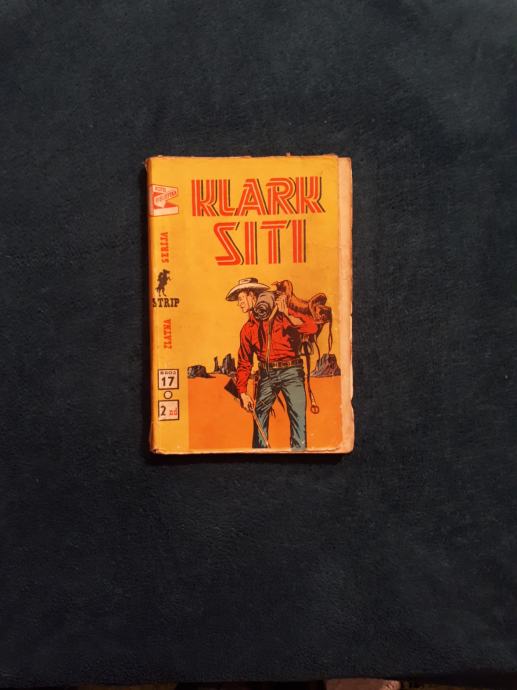 KLARK
SITI
ZLATNA SERIJA
STRIP
BROJ
17
2 nd